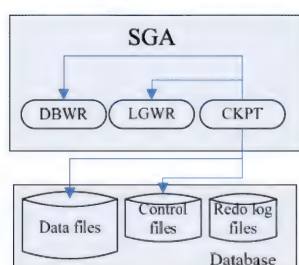 SGA
DBWR
LGWR
CKPT
Data files
Control
files
Redo log
files
Database